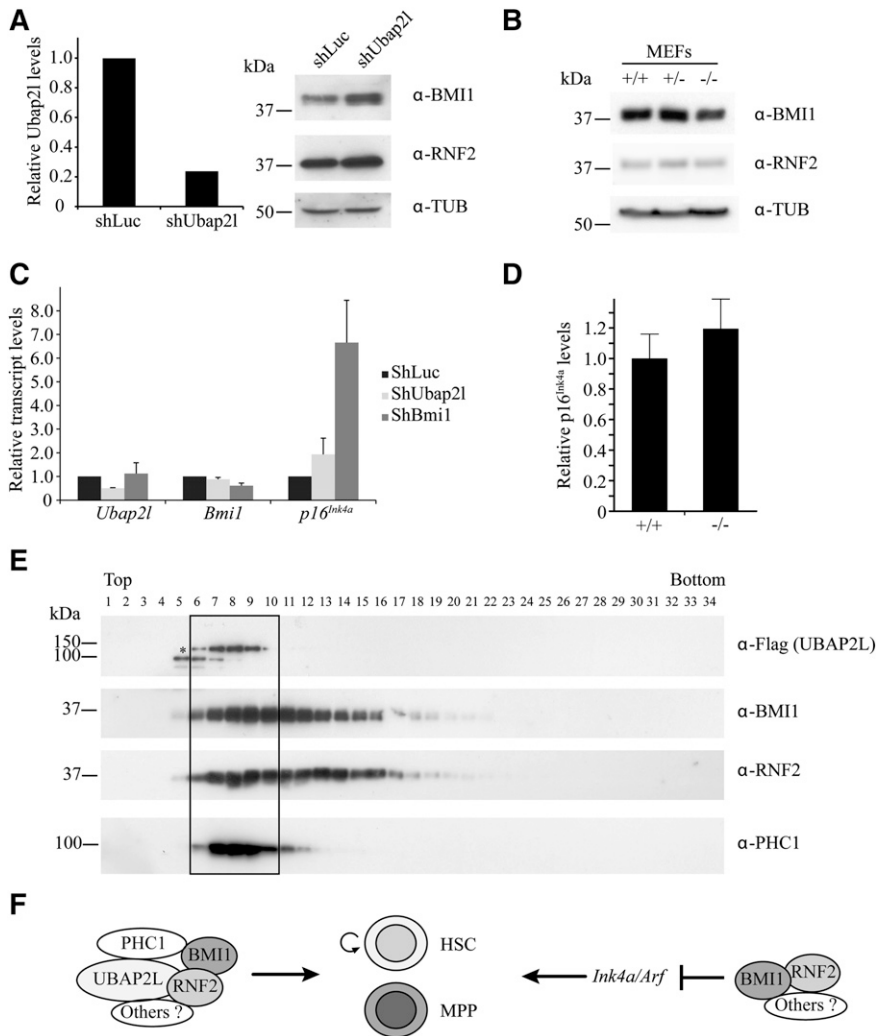 A
Relative Ubap2l levels
1.0
0.8
0.6
0.4
0.2
0
shLuc
shUbap2l
kDa
shLuc
shUbap2l
37
α-BMI1
37
α-RNF2
50
α-TUB
B
MEFs
kDa
+/+ +/- -/-
37
α-BMI1
37
α-RNF2
50
α-TUB
C
Relative transcript levels
8.0
7.0
6.0
5.0
4.0
3.0
2.0
1.0
0
Ubap2l
Bmi1
p16Ink4a
ShLuc
ShUbap2l
ShBmi1
D
Relative p16Ink4a levels
1.2
1.0
0.8
0.6
0.4
0.2
0
+/+
-/-
E
Top
Bottom
1 2 3 4 5 6 7 8 9 10 11 12 13 14 15 16 17 18 19 20 21 22 23 24 25 26 27 28 29 30 31 32 33 34
kDa
150
100
*
α-Flag (UBAP2L)
37
α-BMI1
37
α-RNF2
100
α-PHC1
F
PHC1
BMI1
UBAP2L
RNF2
Others ?
HSC
MPP
Ink4a/Arf
BMI1
RNF2
Others ?